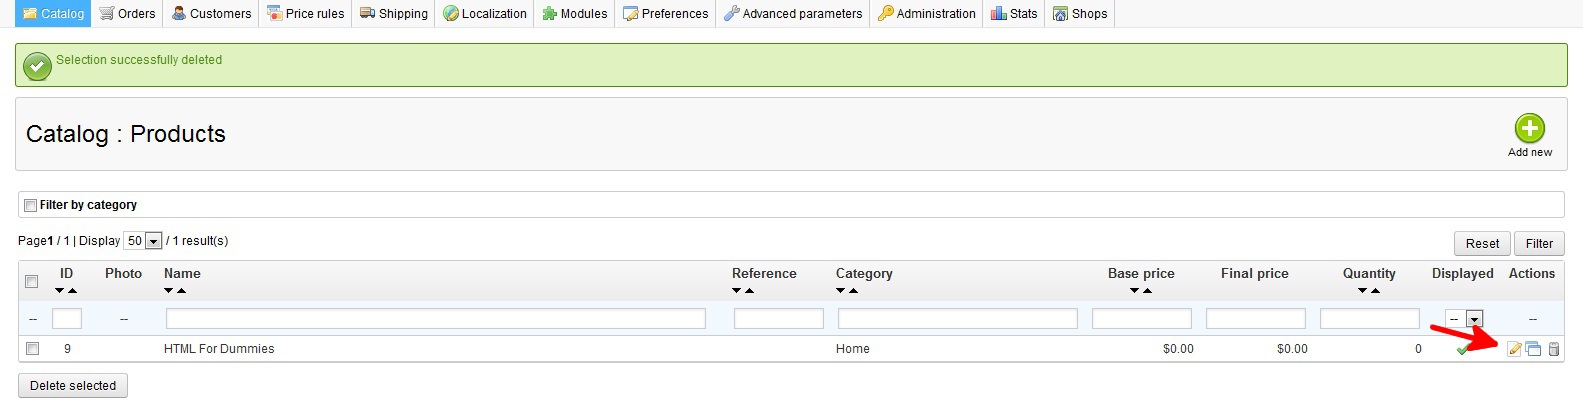 Catalog Orders Customers Price rules Shipping Localization Modules Preferences Advanced parameters Administration Stats Shops
Selection successfully deleted
Catalog : Products
Add new
Filter by category
Page1 / 1 | Display 50 / 1 result(s)
Reset Filter
ID Photo Name Reference Category Base price Final price Quantity Displayed Actions
-- -- -- --
9 HTML For Dummies Home $0.00 $0.00 0
Delete selected